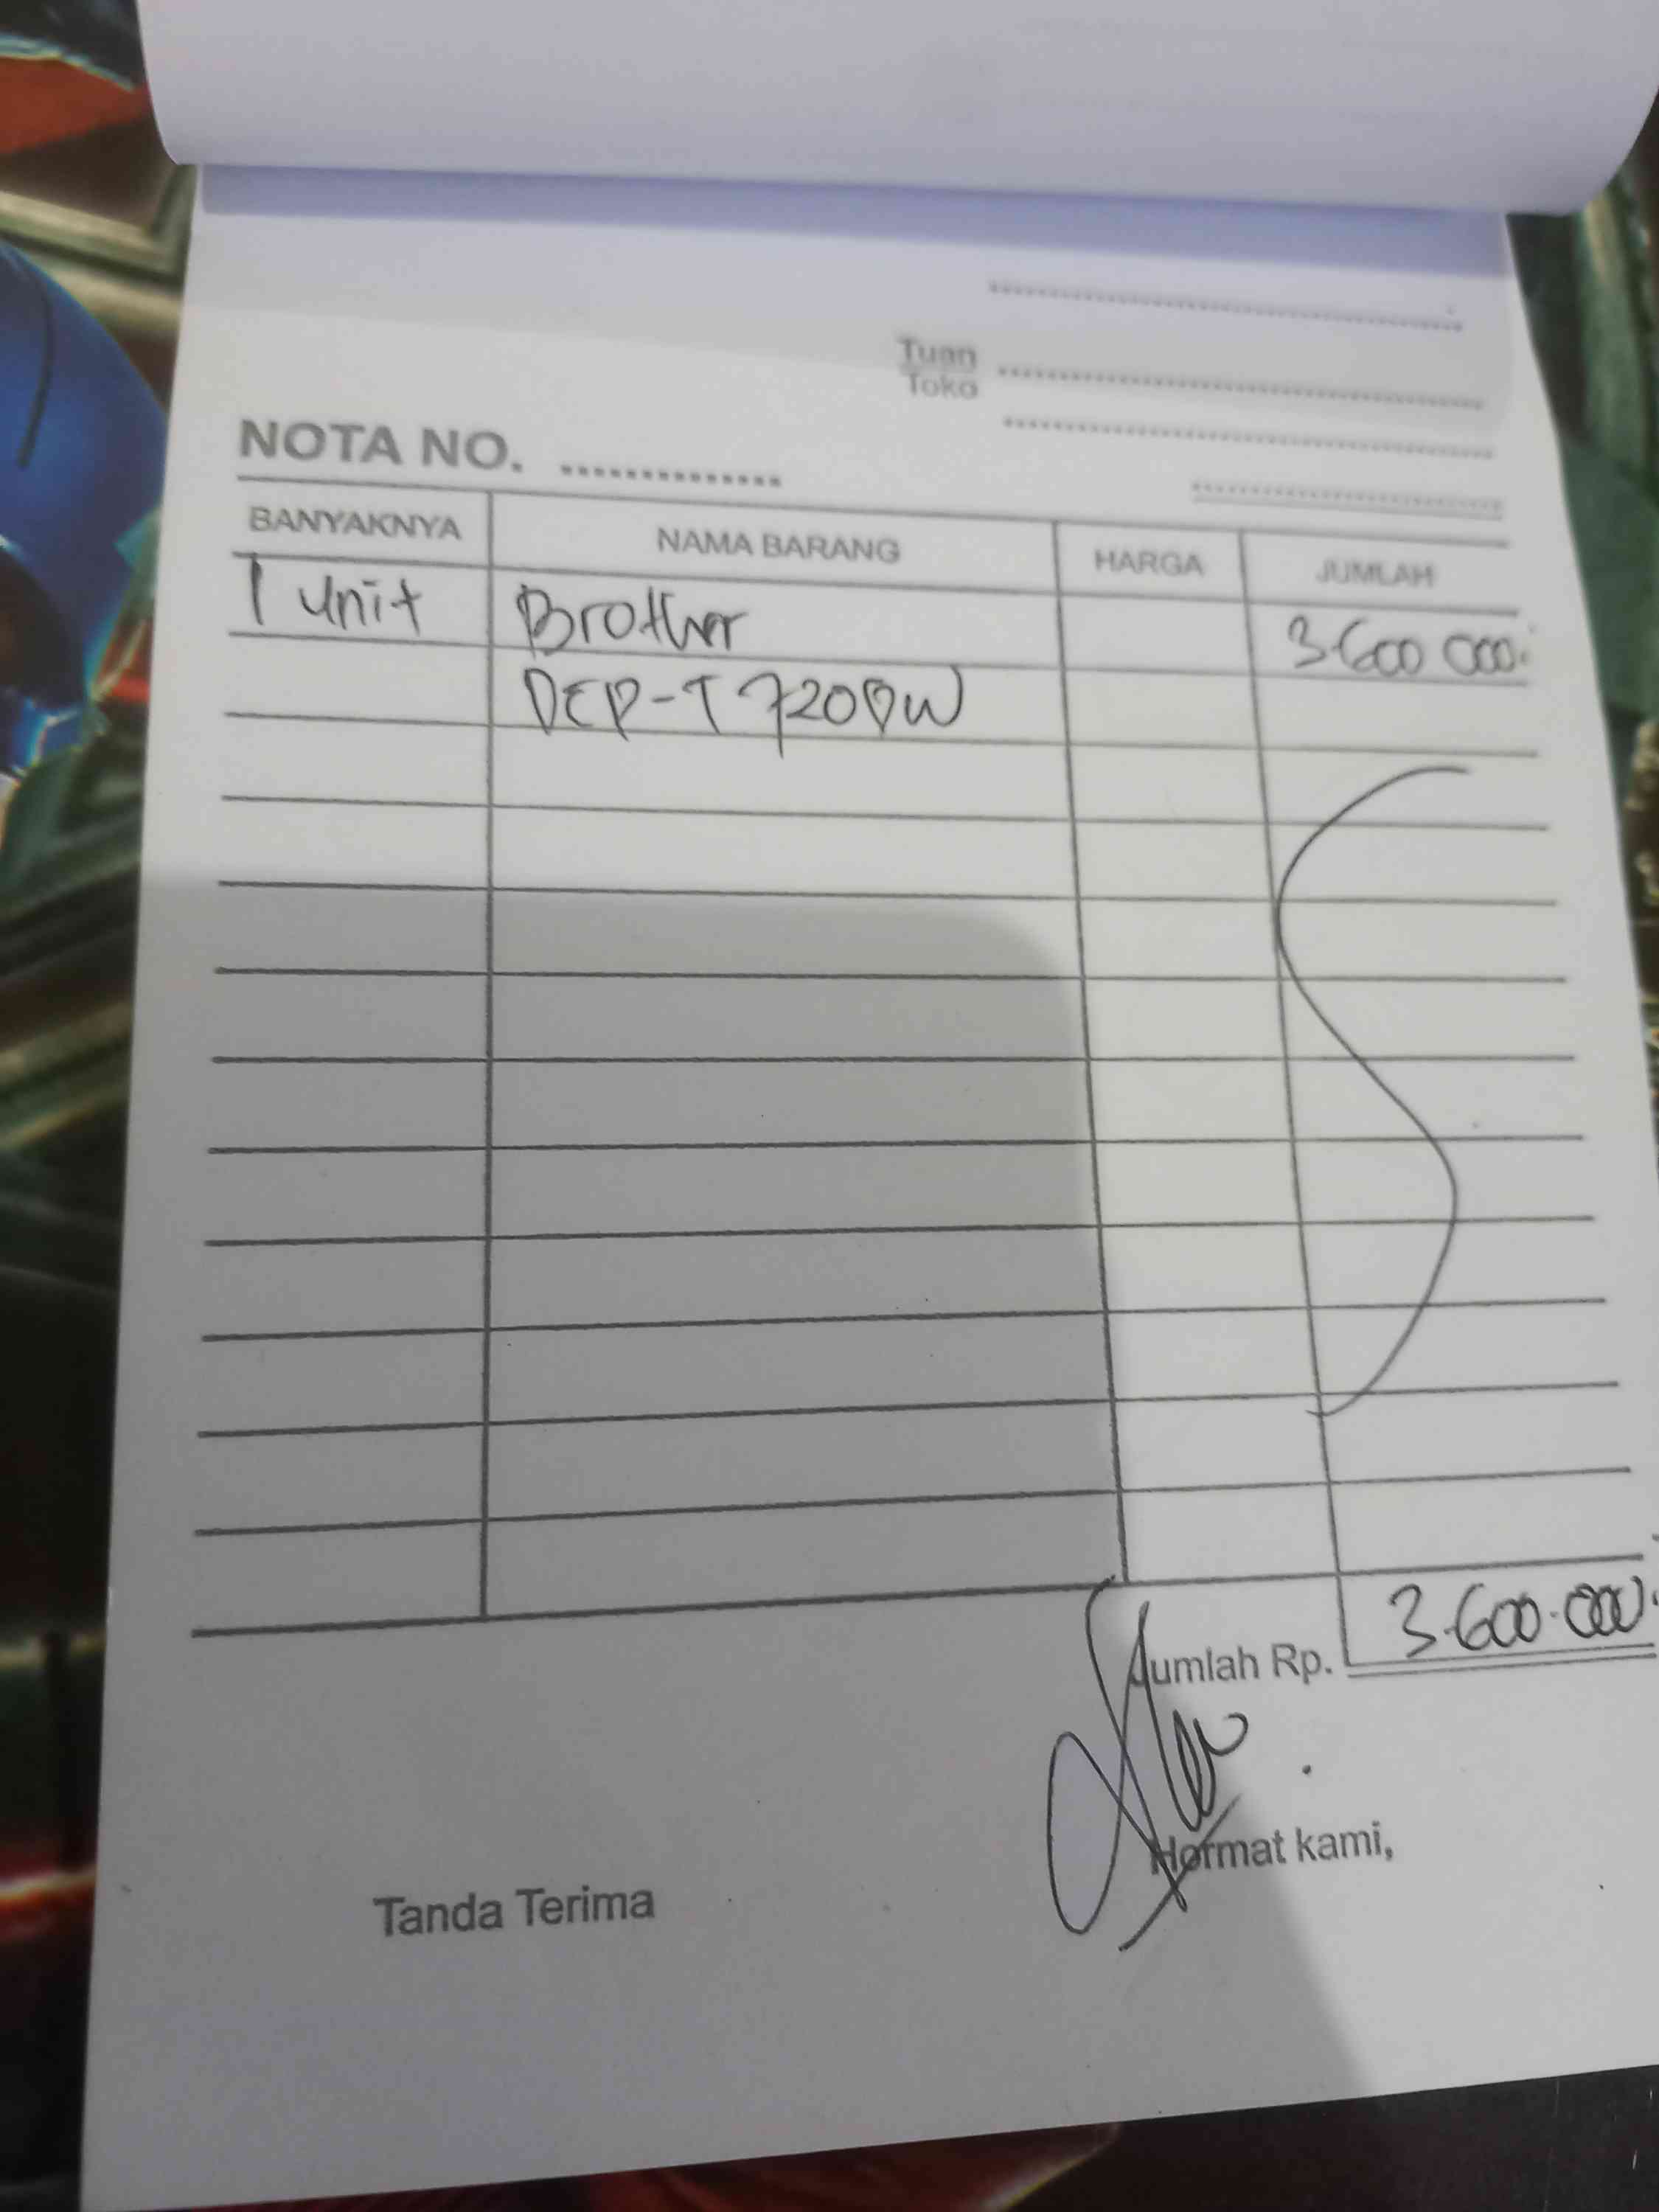 Tuan
Toko
NOTA NO.
BANYAKNYA NAMA BARANG HARGA JUMLAH
1 unit Brother 3.600 000.
DCP-T720DW
Jumlah Rp. 3.600.000.
Hormat kami,
Tanda Terima